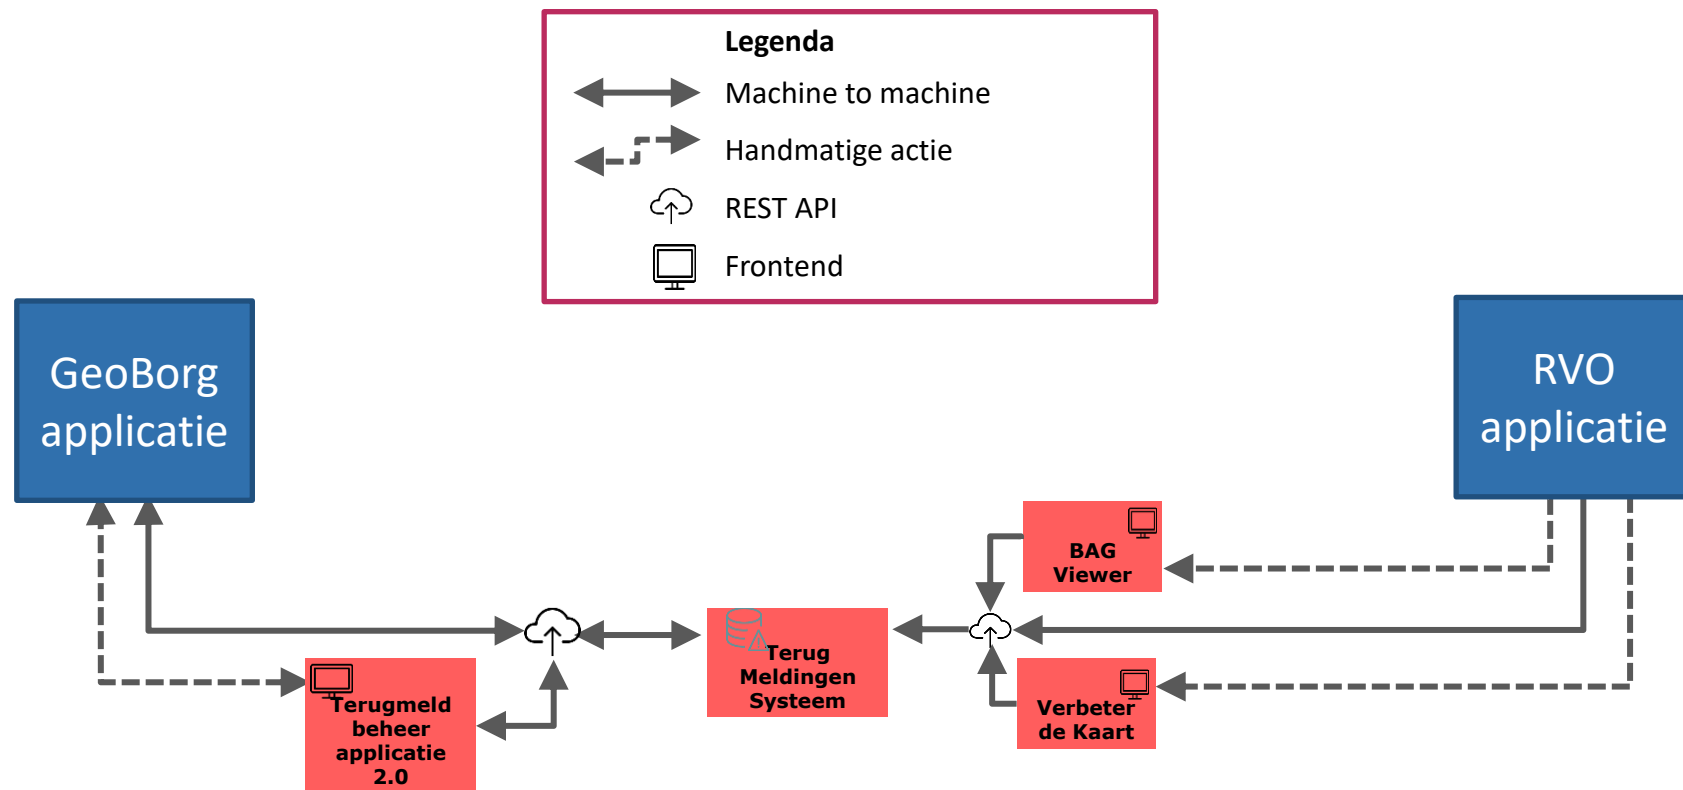 Legenda
Machine to machine
Handmatige actie
REST API
Frontend
GeoBorg
applicatie
RVO
applicatie
BAG
Viewer
Terug
Meldingen
Systeem
Terugmeld
beheer
applicatie
2.0
Verbeter
de Kaart